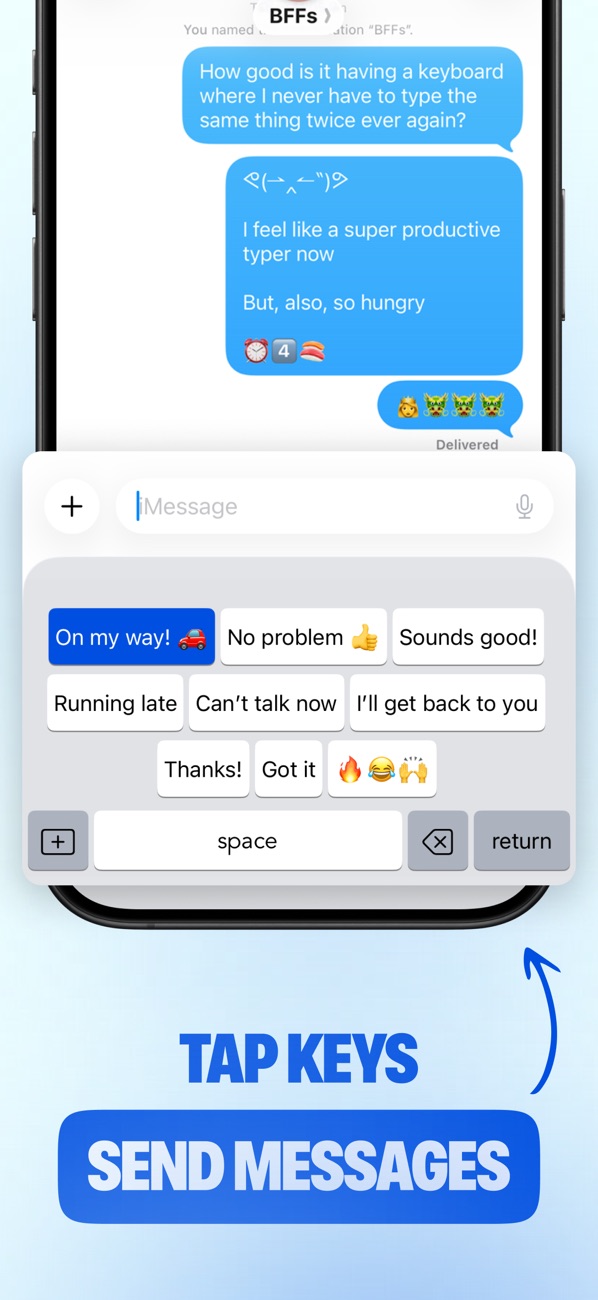 BFFs
You named tion “BFFs”.
How good is it having a keyboard
where I never have to type the
same thing twice ever again?
ᕙ(⇀‸↼‶)ᕗ
I feel like a super productive
typer now
But, also, so hungry
⏰4️⃣🍣
👸👹👹👹
Delivered
iMessage
On my way! 🚗 No problem 👍 Sounds good!
Running late Can’t talk now I’ll get back to you
Thanks! Got it 🔥😂🙌
space return
TAP KEYS
SEND MESSAGES